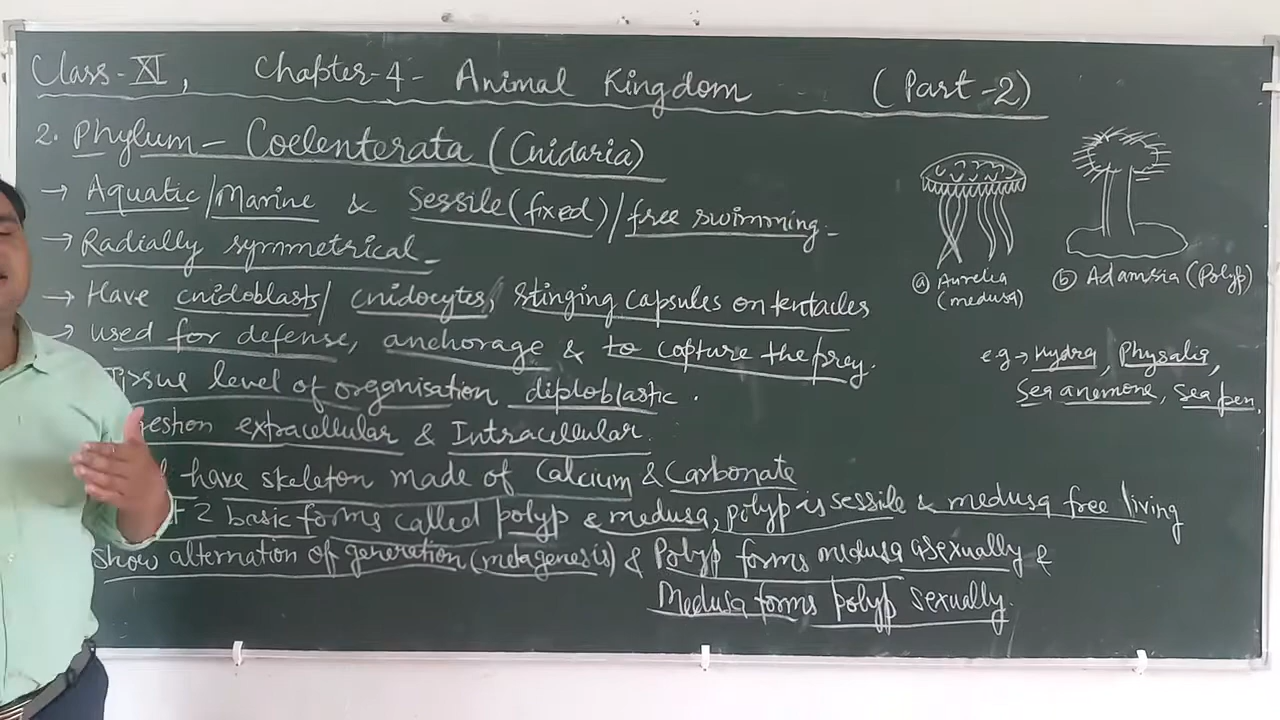 Class-XI, Chapter-4- Animal Kingdom (Part-2)
2. Phylum - Coelenterata (Cnidaria)
→ Aquatic/Marine & Sessile (fixed)/free swimming -
→ Radially symmetrical -
→ Have cnidoblasts/ cnidocytes, stinging capsules on tentacles
→ used for defense, anchorage & to capture the prey.
Tissue level of organisation diploblastic.
extracellular & Intracellular.
have skeleton made of Calcium & Carbonate
2 basic forms called polyp & medusa, polyp is sessile & medusa free living
Show alternation of generation (metagenesis) & Polyp forms medusa asexually &
Medusa forms polyp sexually.
ⓐ Aurelia (medusa)
ⓑ Adamsia (Polyp)
e.g → Hydra, Physalia,
Sea anemone, Sea pen.